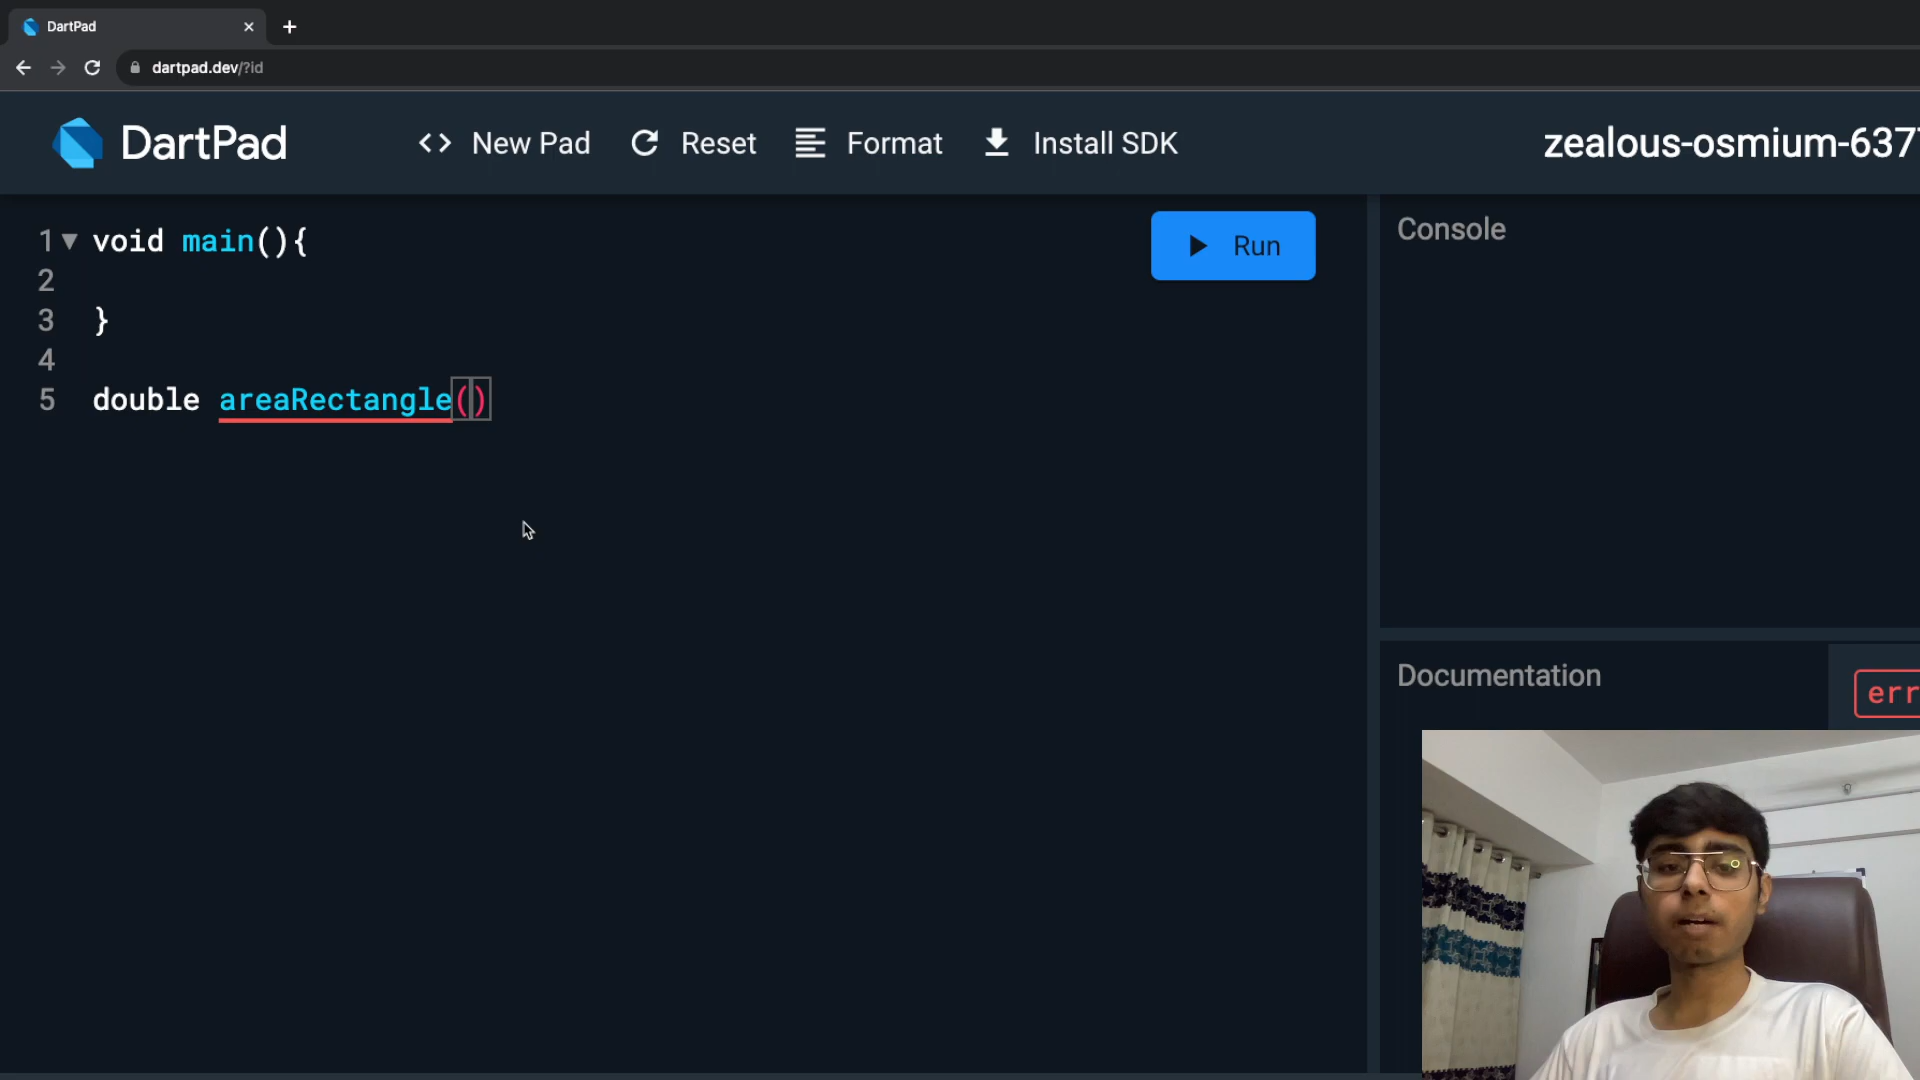 DartPad
dartpad.dev/?id
DartPad
New Pad
Reset
Format
Install SDK
zealous-osmium-637
1 void main(){
2
3 }
4
5 double areaRectangle()
Run
Console
Documentation
err